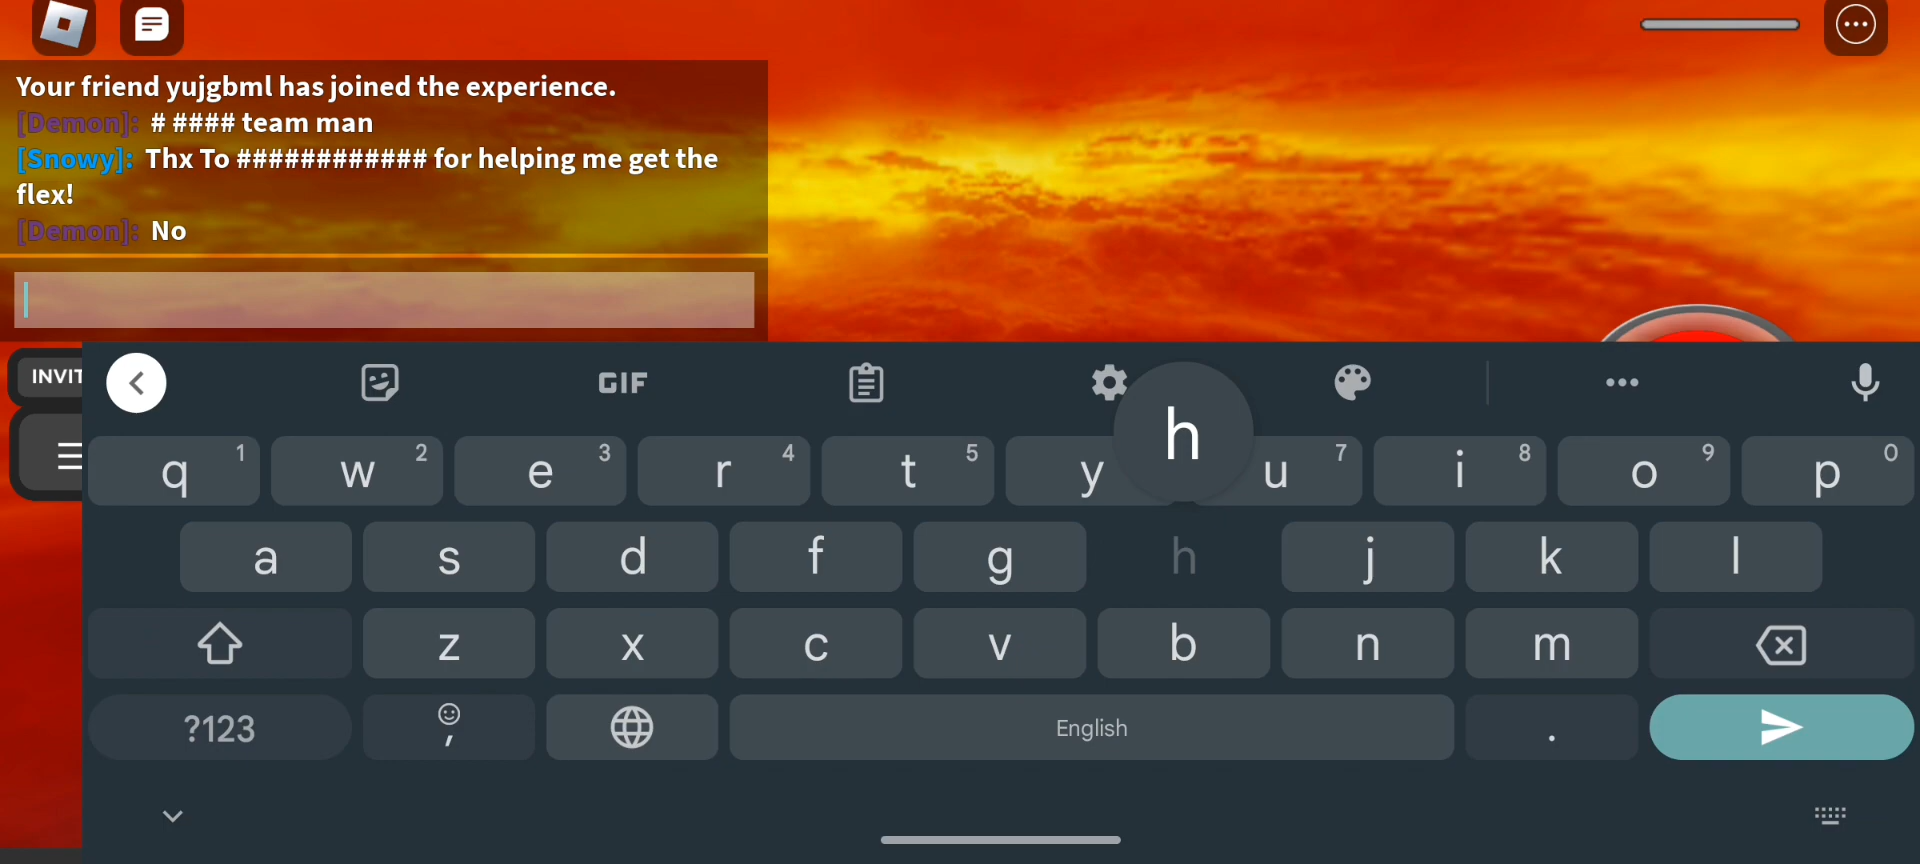 Your friend yujgbml has joined the experience.
[Demon]: # #### team man
[Snowy]: Thx To ############ for helping me get the
flex!
[Demon]: No
INVIT
GIF
h
q 1 w 2 e 3 r 4 t 5 y u 7 i 8 o 9 p 0
a s d f g h j k l
z x c v b n m
?123 , English .